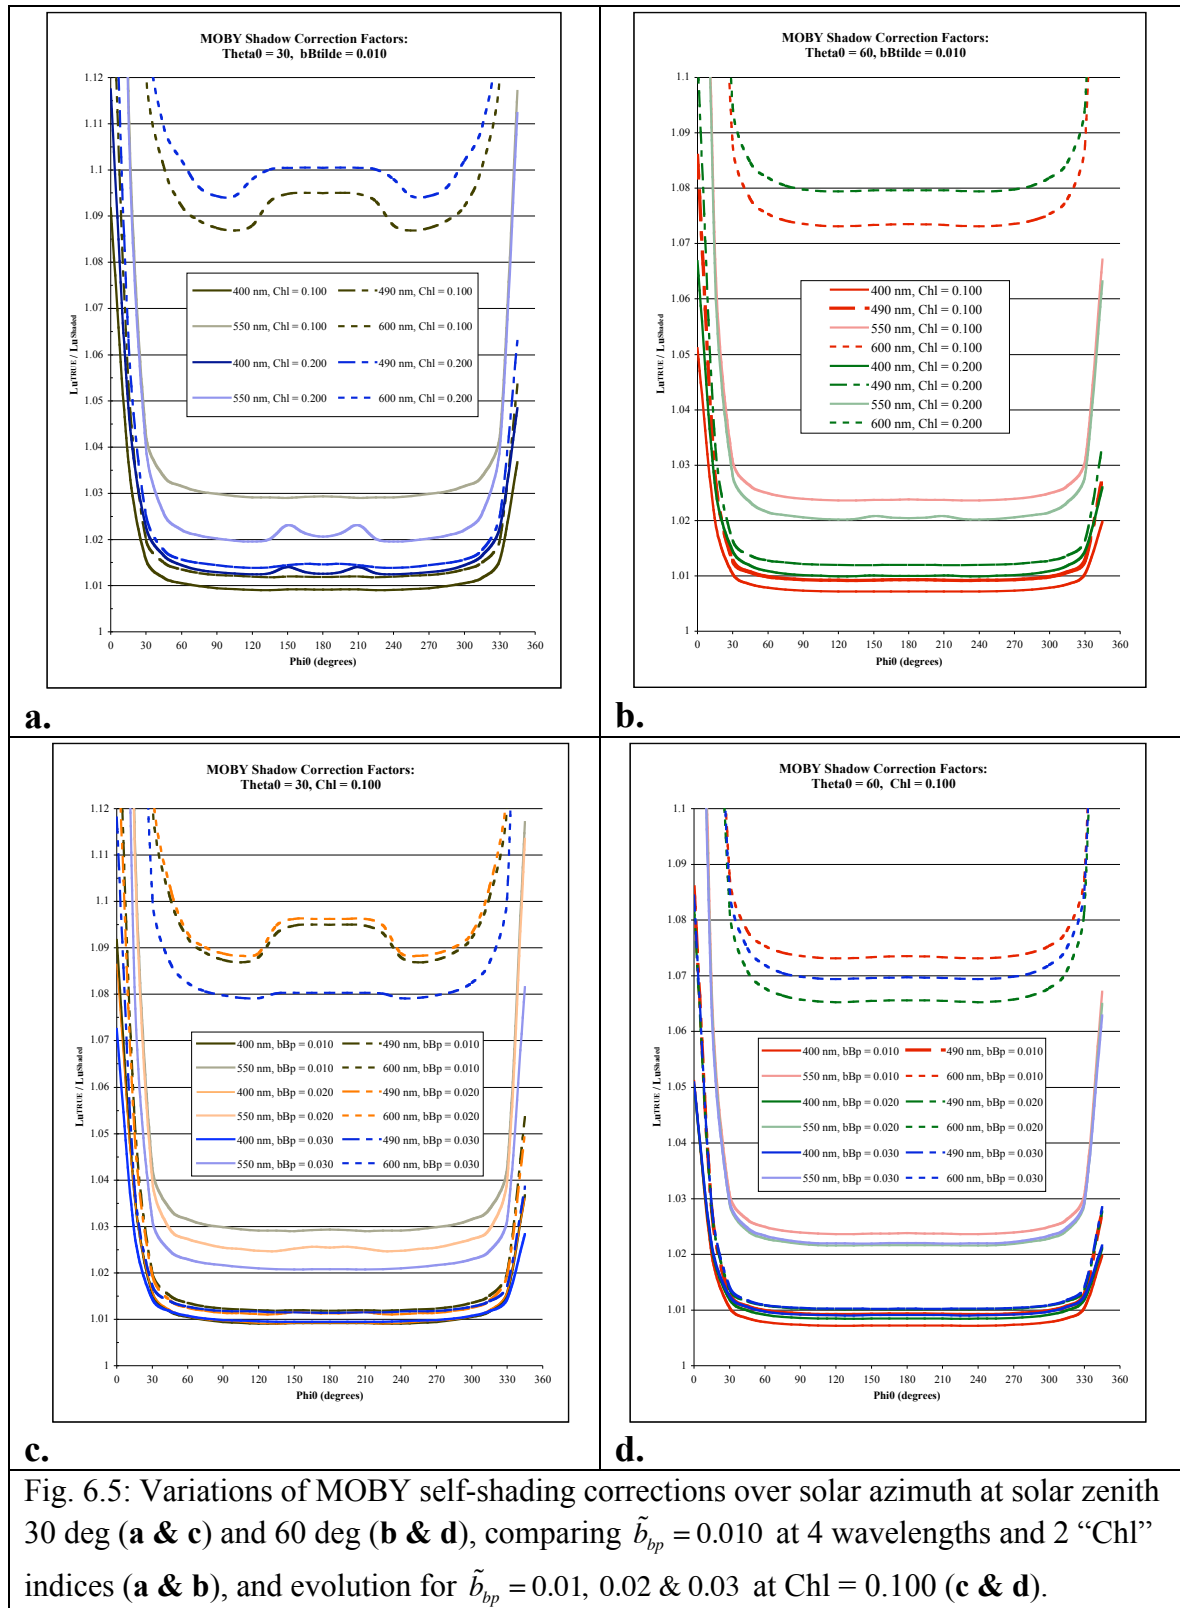 MOBY Shadow Correction Factors:
Theta0 = 30, bBtilde = 0.010
1.12
1.11
1.1
1.09
1.08
1.07
1.06
1.05
1.04
1.03
1.02
1.01
1
Lu^TRUE / Lu^Shaded
400 nm, Chl = 0.100
490 nm, Chl = 0.100
550 nm, Chl = 0.100
600 nm, Chl = 0.100
400 nm, Chl = 0.200
490 nm, Chl = 0.200
550 nm, Chl = 0.200
600 nm, Chl = 0.200
0 30 60 90 120 150 180 210 240 270 300 330 360
Phi0 (degrees)
a.
MOBY Shadow Correction Factors:
Theta0 = 60, bBtilde = 0.010
1.1
1.09
1.08
1.07
1.06
1.05
1.04
1.03
1.02
1.01
1
Lu^TRUE / Lu^Shaded
400 nm, Chl = 0.100
490 nm, Chl = 0.100
550 nm, Chl = 0.100
600 nm, Chl = 0.100
400 nm, Chl = 0.200
490 nm, Chl = 0.200
550 nm, Chl = 0.200
600 nm, Chl = 0.200
0 30 60 90 120 150 180 210 240 270 300 330 360
Phi0 (degrees)
b.
MOBY Shadow Correction Factors:
Theta0 = 30, Chl = 0.100
1.12
1.11
1.1
1.09
1.08
1.07
1.06
1.05
1.04
1.03
1.02
1.01
1
Lu^TRUE / Lu^Shaded
400 nm, bBp = 0.010
490 nm, bBp = 0.010
550 nm, bBp = 0.010
600 nm, bBp = 0.010
400 nm, bBp = 0.020
490 nm, bBp = 0.020
550 nm, bBp = 0.020
600 nm, bBp = 0.020
400 nm, bBp = 0.030
490 nm, bBp = 0.030
550 nm, bBp = 0.030
600 nm, bBp = 0.030
0 30 60 90 120 150 180 210 240 270 300 330 360
Phi0 (degrees)
c.
MOBY Shadow Correction Factors:
Theta0 = 60, Chl = 0.100
1.1
1.09
1.08
1.07
1.06
1.05
1.04
1.03
1.02
1.01
1
Lu^TRUE / Lu^Shaded
400 nm, bBp = 0.010
490 nm, bBp = 0.010
550 nm, bBp = 0.010
600 nm, bBp = 0.010
400 nm, bBp = 0.020
490 nm, bBp = 0.020
550 nm, bBp = 0.020
600 nm, bBp = 0.020
400 nm, bBp = 0.030
490 nm, bBp = 0.030
550 nm, bBp = 0.030
600 nm, bBp = 0.030
0 30 60 90 120 150 180 210 240 270 300 330 360
Phi0 (degrees)
d.
Fig. 6.5: Variations of MOBY self-shading corrections over solar azimuth at solar zenith
30 deg (a & c) and 60 deg (b & d), comparing b̃_bp = 0.010 at 4 wavelengths and 2 “Chl”
indices (a & b), and evolution for b̃_bp = 0.01, 0.02 & 0.03 at Chl = 0.100 (c & d).